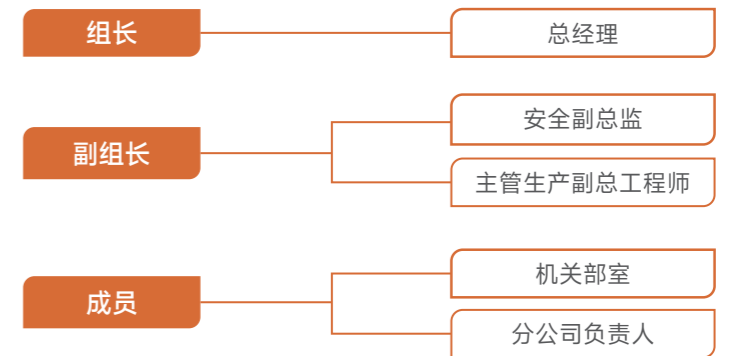 组长
总经理
副组长
安全副总监
主管生产副总工程师
成员
机关部室
分公司负责人